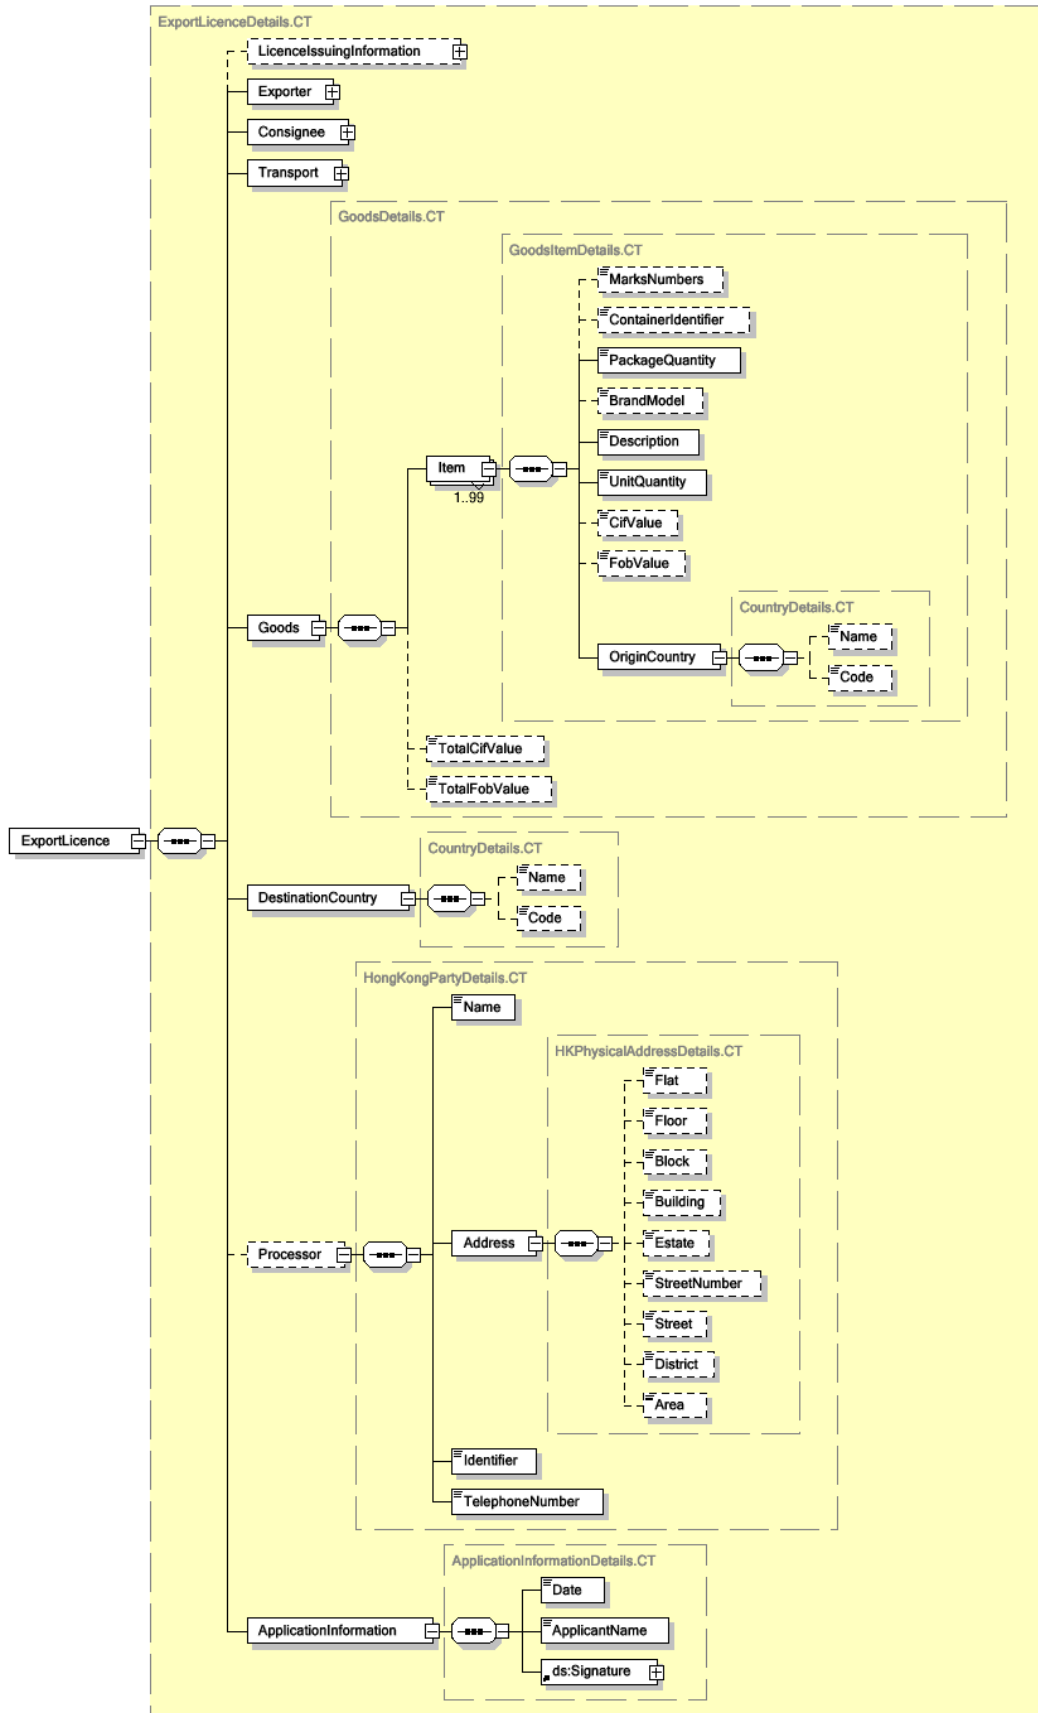 ExportLicenceDetails.CT
LicenceIssuingInformation
Exporter
Consignee
Transport
GoodsDetails.CT
GoodsItemDetails.CT
MarksNumbers
ContainerIdentifier
PackageQuantity
BrandModel
Description
Item
UnitQuantity
1..99
CifValue
FobValue
CountryDetails.CT
Goods
Name
OriginCountry
Code
TotalCifValue
TotalFobValue
ExportLicence
CountryDetails.CT
Name
DestinationCountry
Code
HongKongPartyDetails.CT
Name
HKPhysicalAddressDetails.CT
Flat
Floor
Block
Building
Address
Estate
Processor
StreetNumber
Street
District
Area
Identifier
TelephoneNumber
ApplicationInformationDetails.CT
Date
ApplicationInformation
ApplicantName
ds:Signature